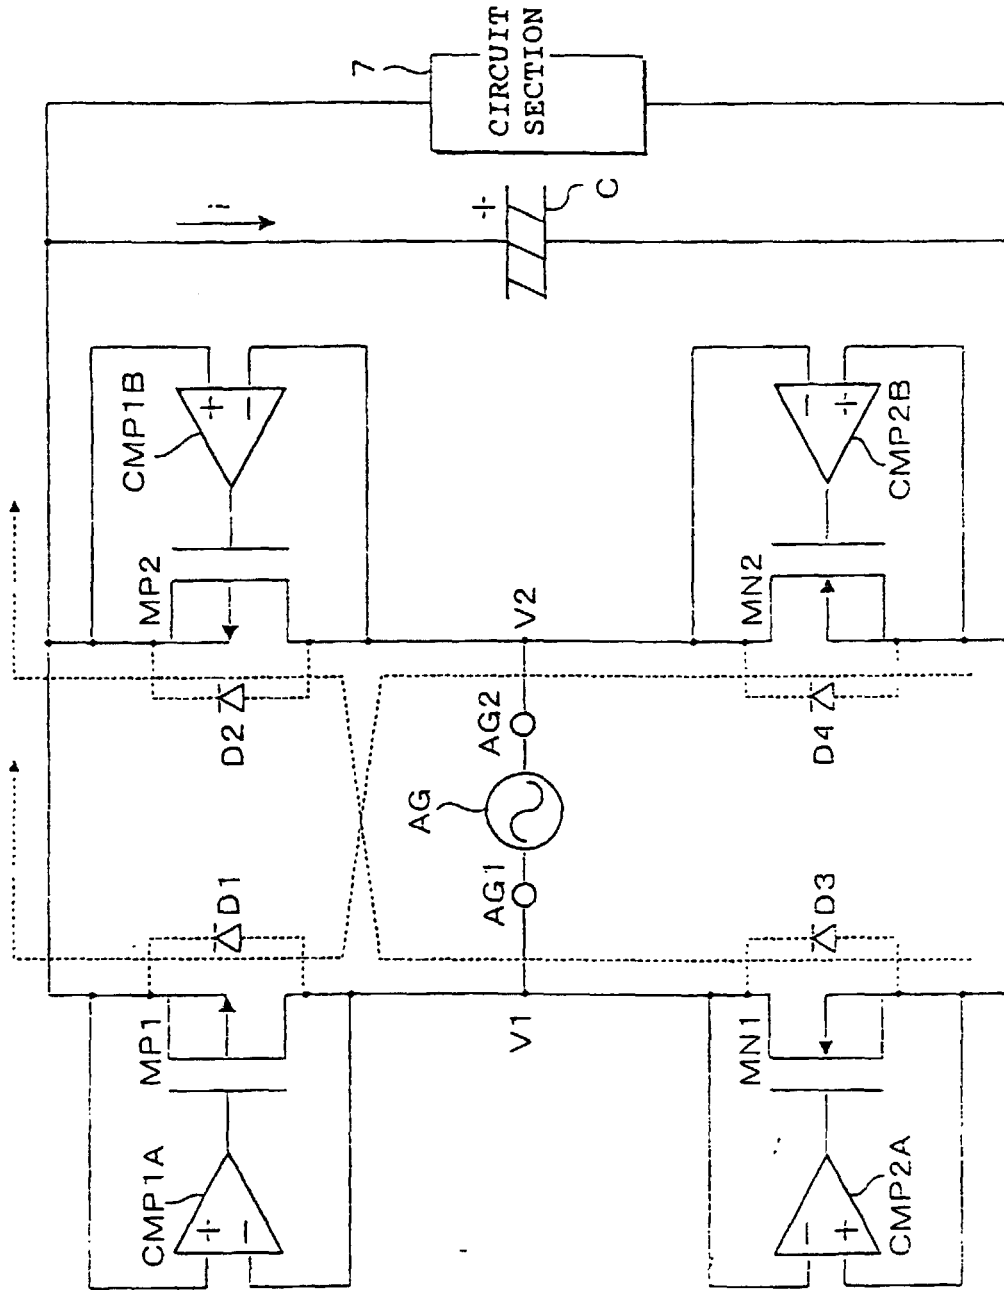 CMP1A
MP1
D1
D2
MP2
CMP1B
i
+
7
CIRCUIT
SECTION
C
+
−
+
−
AG
AG1
AG2
V1
V2
CMP2A
MN1
D3
D4
MN2
CMP2B
−
+
−
+